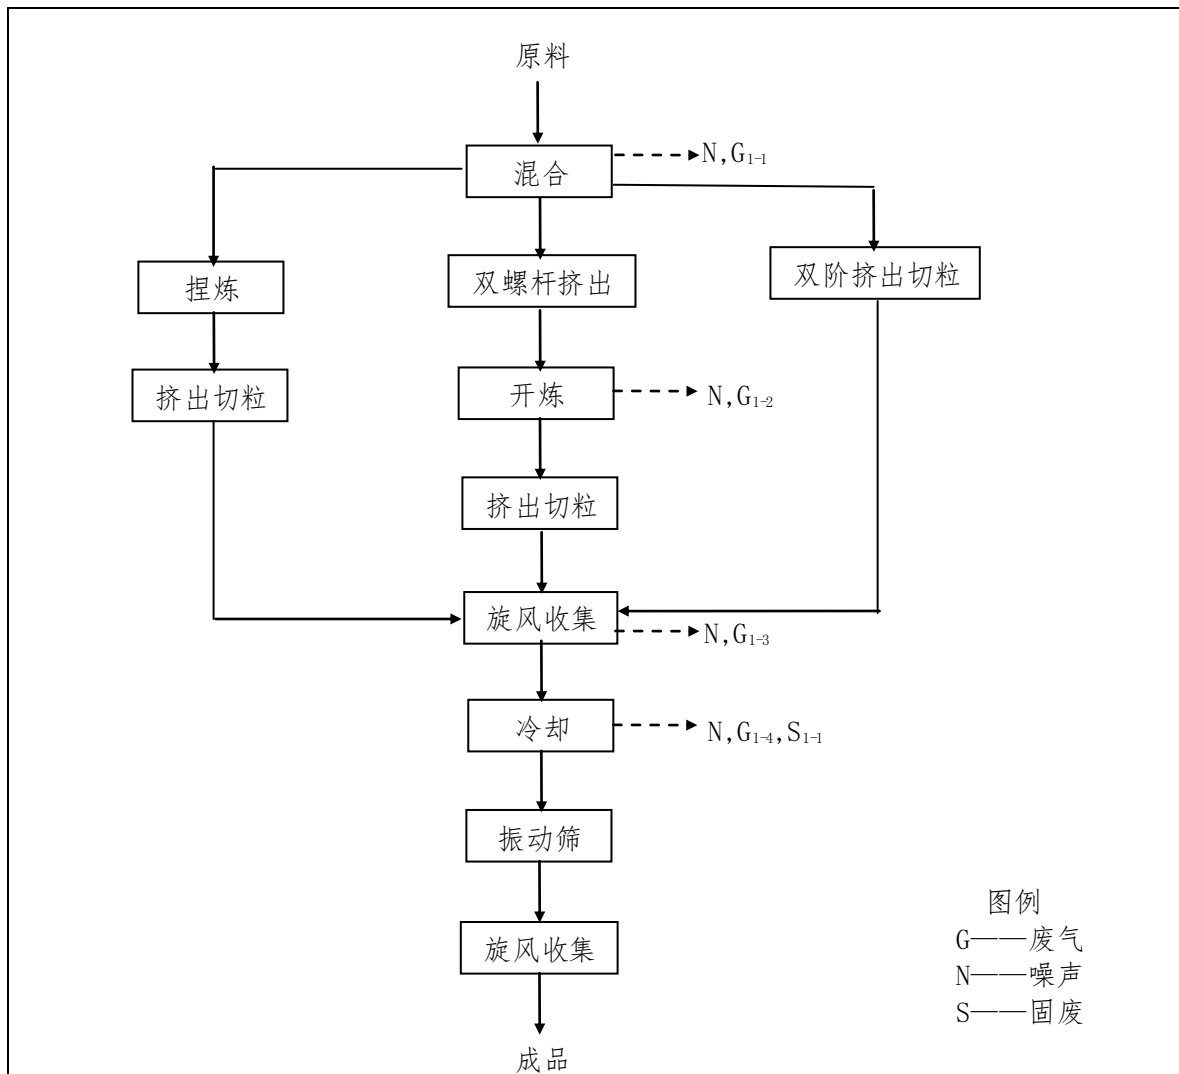 原料
混合
N,G1-1
捏炼
双螺杆挤出
双阶挤出切粒
挤出切粒
开炼
N,G1-2
挤出切粒
旋风收集
N,G1-3
冷却
N,G1-4,S1-1
振动筛
旋风收集
成品
图例
G——废气
N——噪声
S——固废